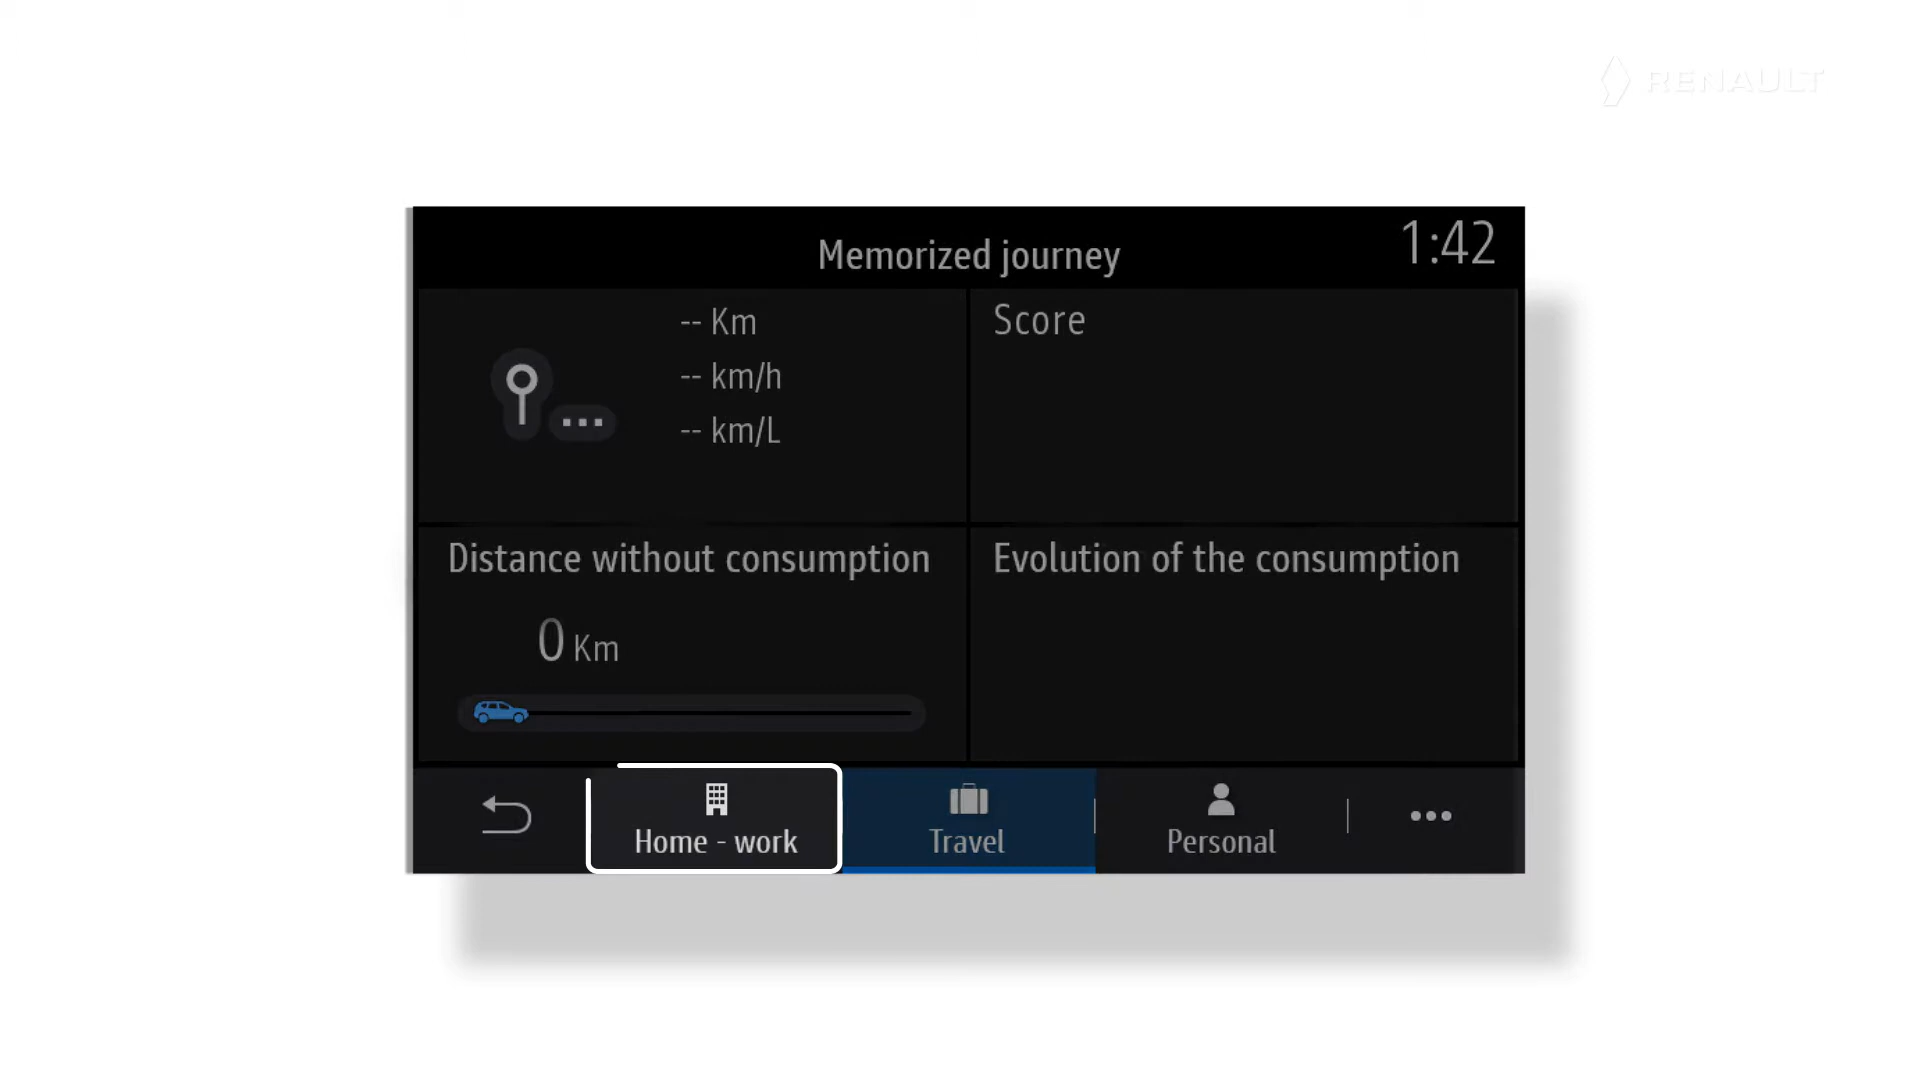 RENAULT
Memorized journey
1:42
-- Km
-- km/h
-- km/L
Score
Distance without consumption
0 Km
Evolution of the consumption
Home - work
Travel
Personal